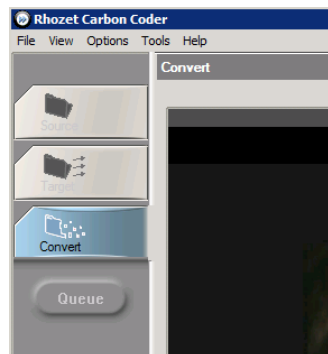 Rhozet Carbon Coder
File View Options Tools Help
Convert
Source
Target
Convert
Queue